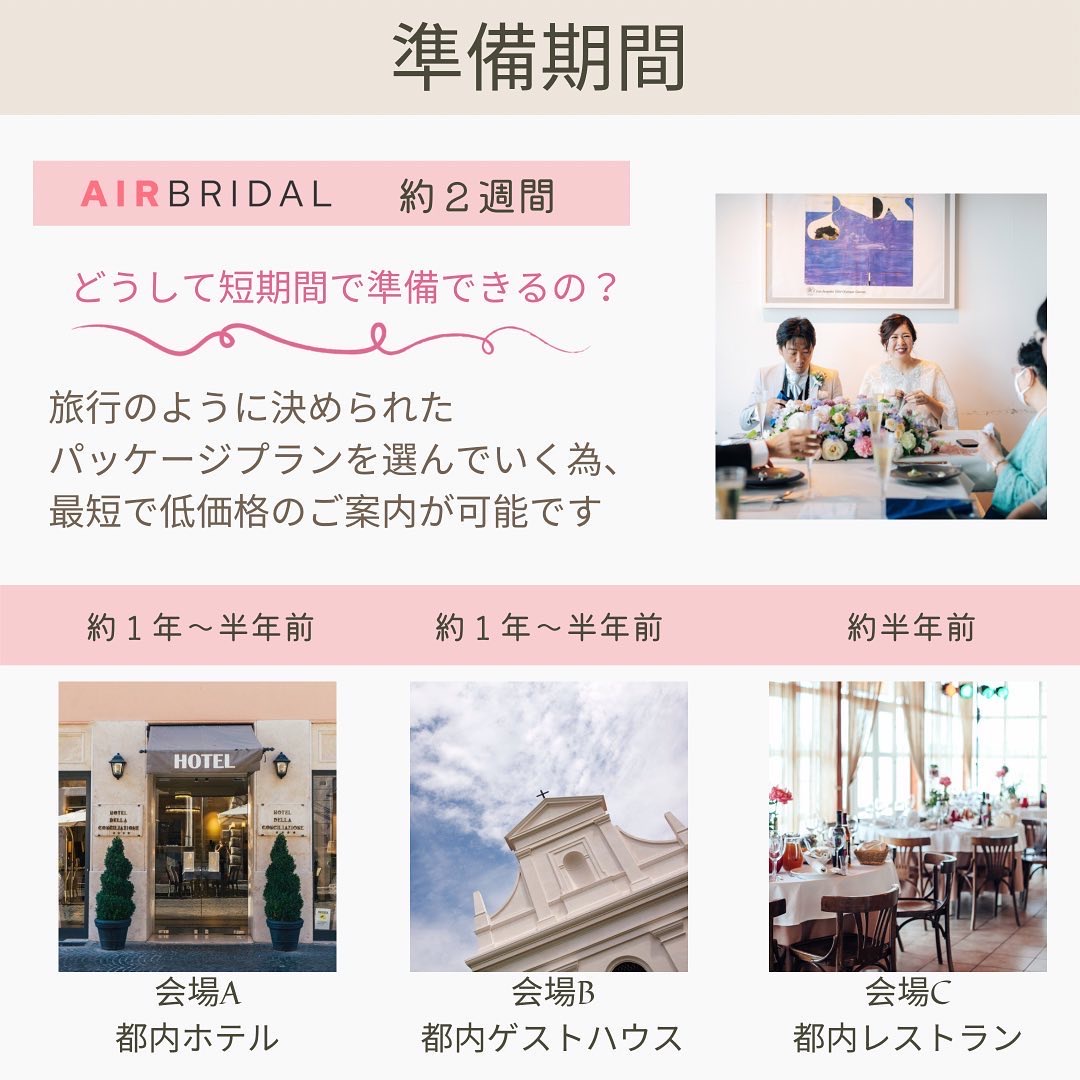 準備期間
AIRBRIDAL 約2週間
どうして短期間で準備できるの？
旅行のように決められた
パッケージプランを選んでいく為、
最短で低価格のご案内が可能です
約1年～半年前 約1年～半年前 約半年前
HOTEL
HOTEL DELLA CONCILIAZIONE
HOTEL DELLA CONCILIAZIONE
会場A 会場B 会場C
都内ホテル 都内ゲストハウス 都内レストラン